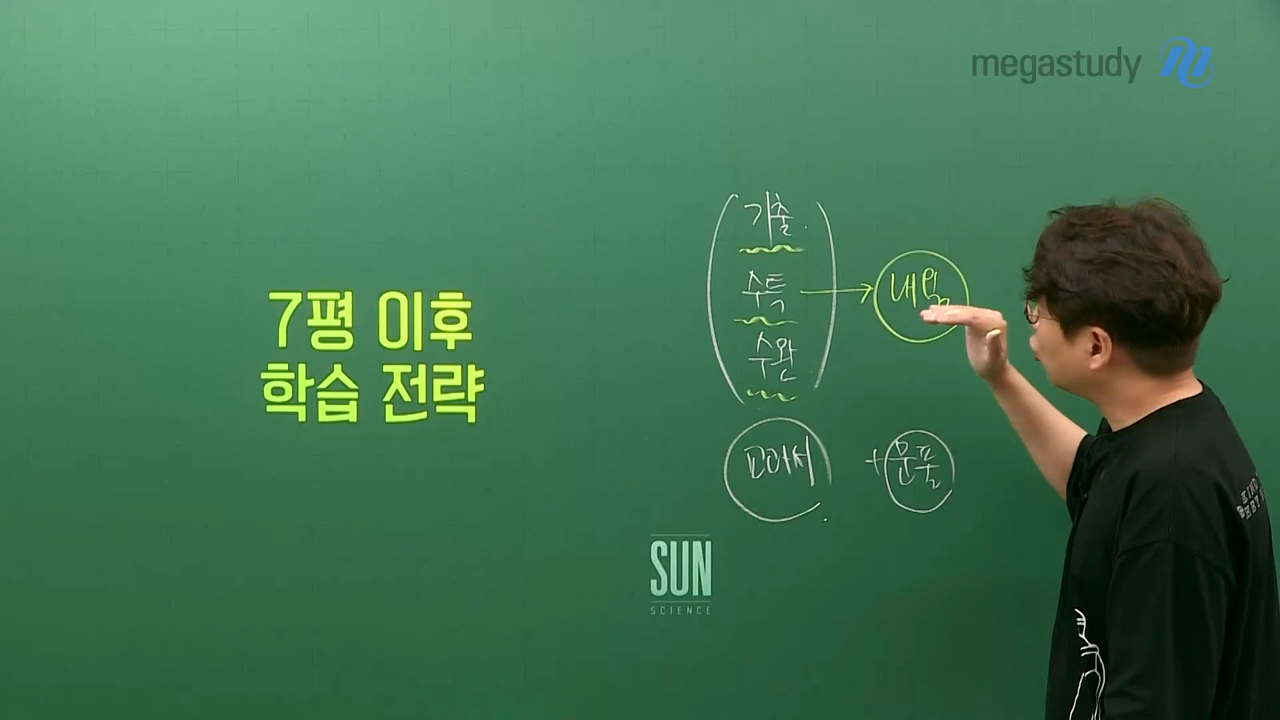 megastudy
7평 이후
학습 전략
기출
수특
내일
수완
교과서
+문풀
SUN
SCIENCE